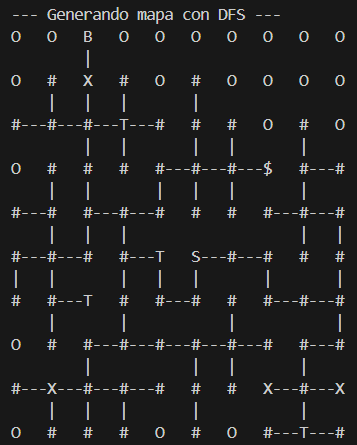 --- Generando mapa con DFS ---
O   O   B   O   O   O   O   O   O   O
        |
O   #   X   #   O   #   O   O   O   O
    |   |   |       |
#---#---#---T---#   #   #   O   #   O
        |   |       |   |       |
O   #   #   #   #---#---#---$   #---#
    |   |       |   |   |       |
#---#   #---#---#   #   #   #---#---#
    |   |   |                   |   |
#---#---#   #---T   S---#---#   #   #
|   |       |   |   |       |       |
#   #---T   #   #---#   #   #---#---#
    |       |           |           |
O   #   #---#---#---#---#---#   #---#
        |           |   |       |
#---X---#---#---#   #   #   X---#---X
    |   |   |       |           |
O   #   #   #   O   #   O   #---T---#